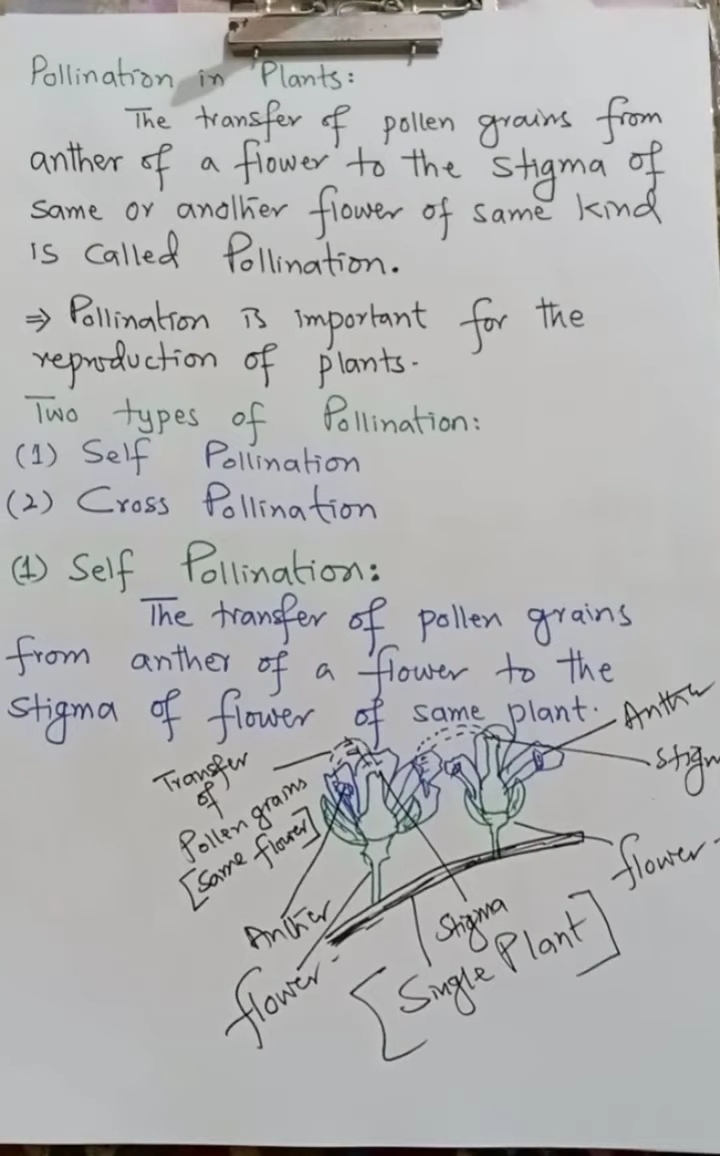 Pollination in Plants:
The transfer of pollen grains from
anther of a flower to the stigma of
same or another flower of same kind
is called Pollination.
⇒ Pollination is important for the
reproduction of plants.
Two types of Pollination:
(1) Self Pollination
(2) Cross Pollination
(1) Self Pollination:
The transfer of pollen grains
from anther of a flower to the
stigma of flower of same plant.
Transfer
of
Pollen grains
[Same flower]
Anther
Stigm
flower
Anther
Stigma
flower
[Single Plant]